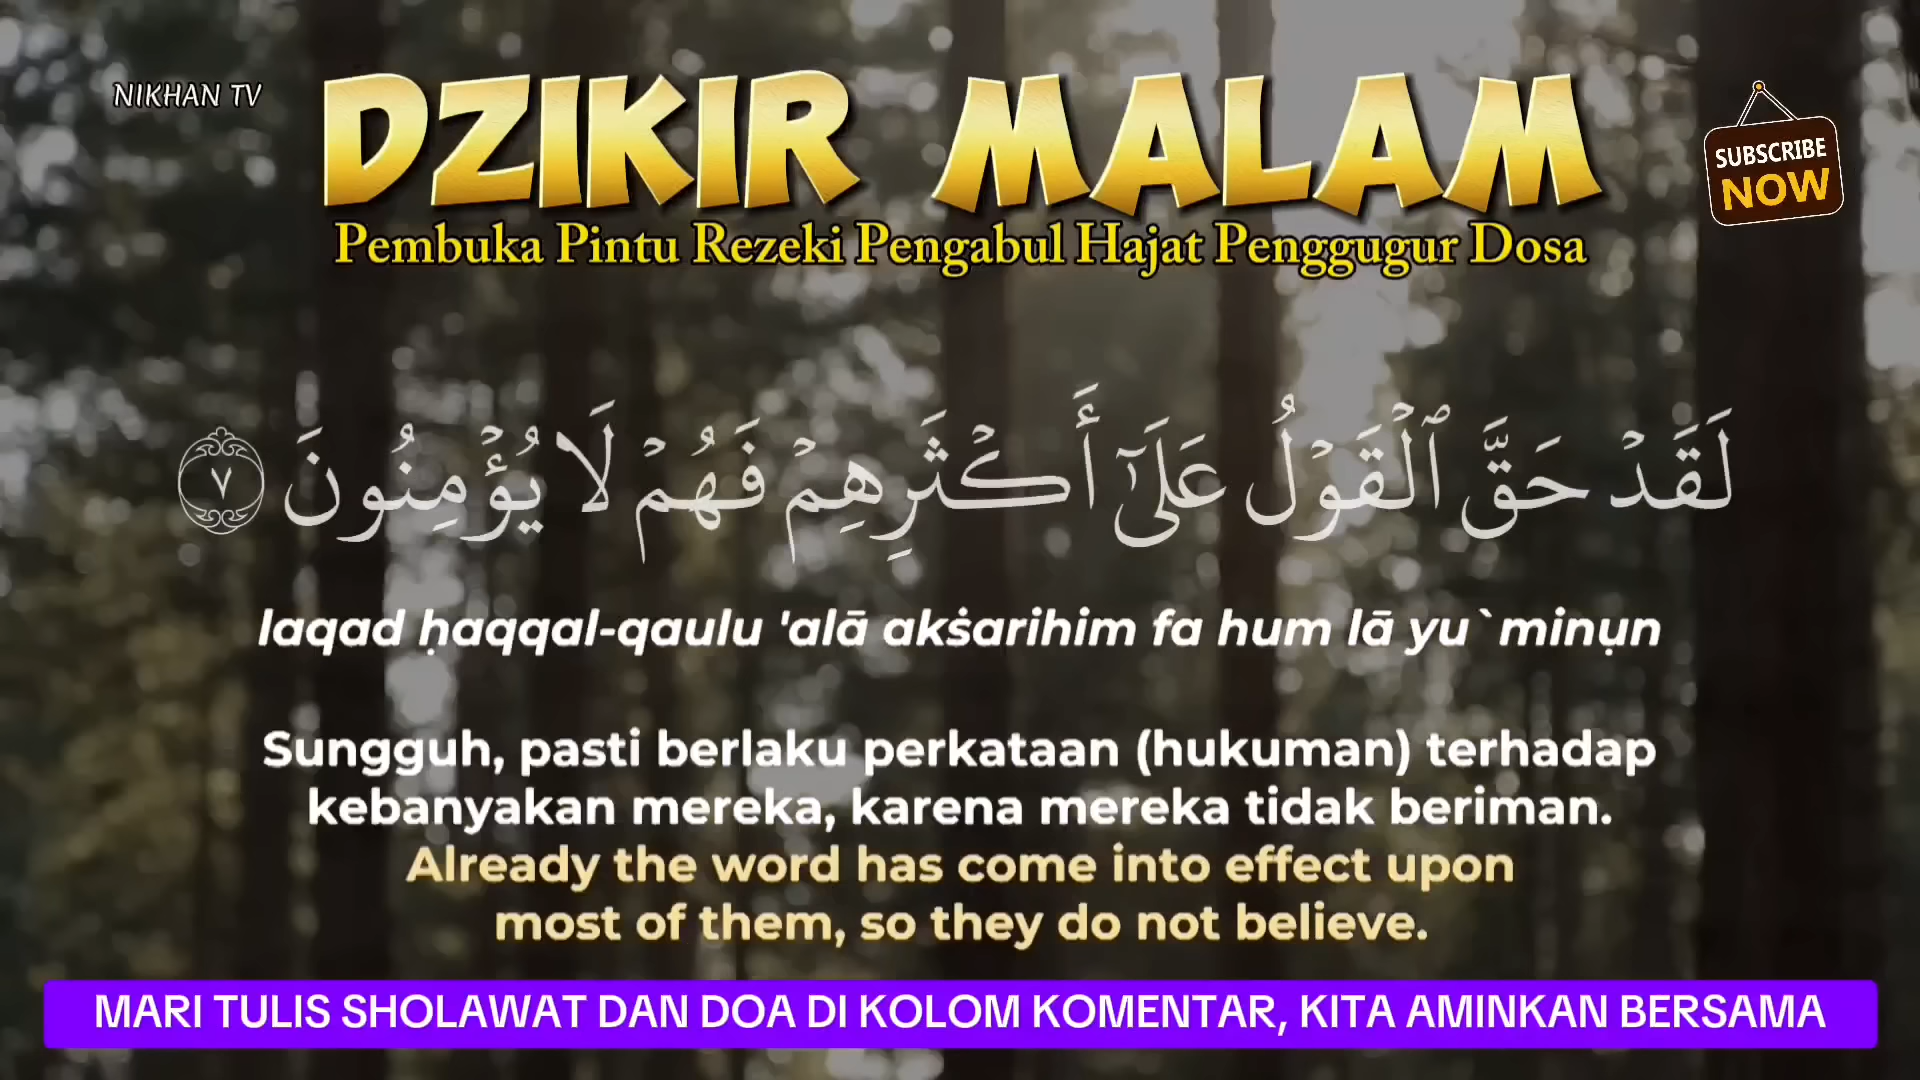 NIKHAN TV
DZIKIR MALAM
SUBSCRIBE
NOW
Pembuka Pintu Rezeki Pengabul Hajat Penggugur Dosa
لَقَدْ حَقَّ ٱلْقَوْلُ عَلَىٰٓ أَكْثَرِهِمْ فَهُمْ لَا يُؤْمِنُونَ ٧
laqad ḥaqqal-qaulu 'alā akṡarihim fa hum lā yu`minụn
Sungguh, pasti berlaku perkataan (hukuman) terhadap
kebanyakan mereka, karena mereka tidak beriman.
Already the word has come into effect upon
most of them, so they do not believe.
MARI TULIS SHOLAWAT DAN DOA DI KOLOM KOMENTAR, KITA AMINKAN BERSAMA